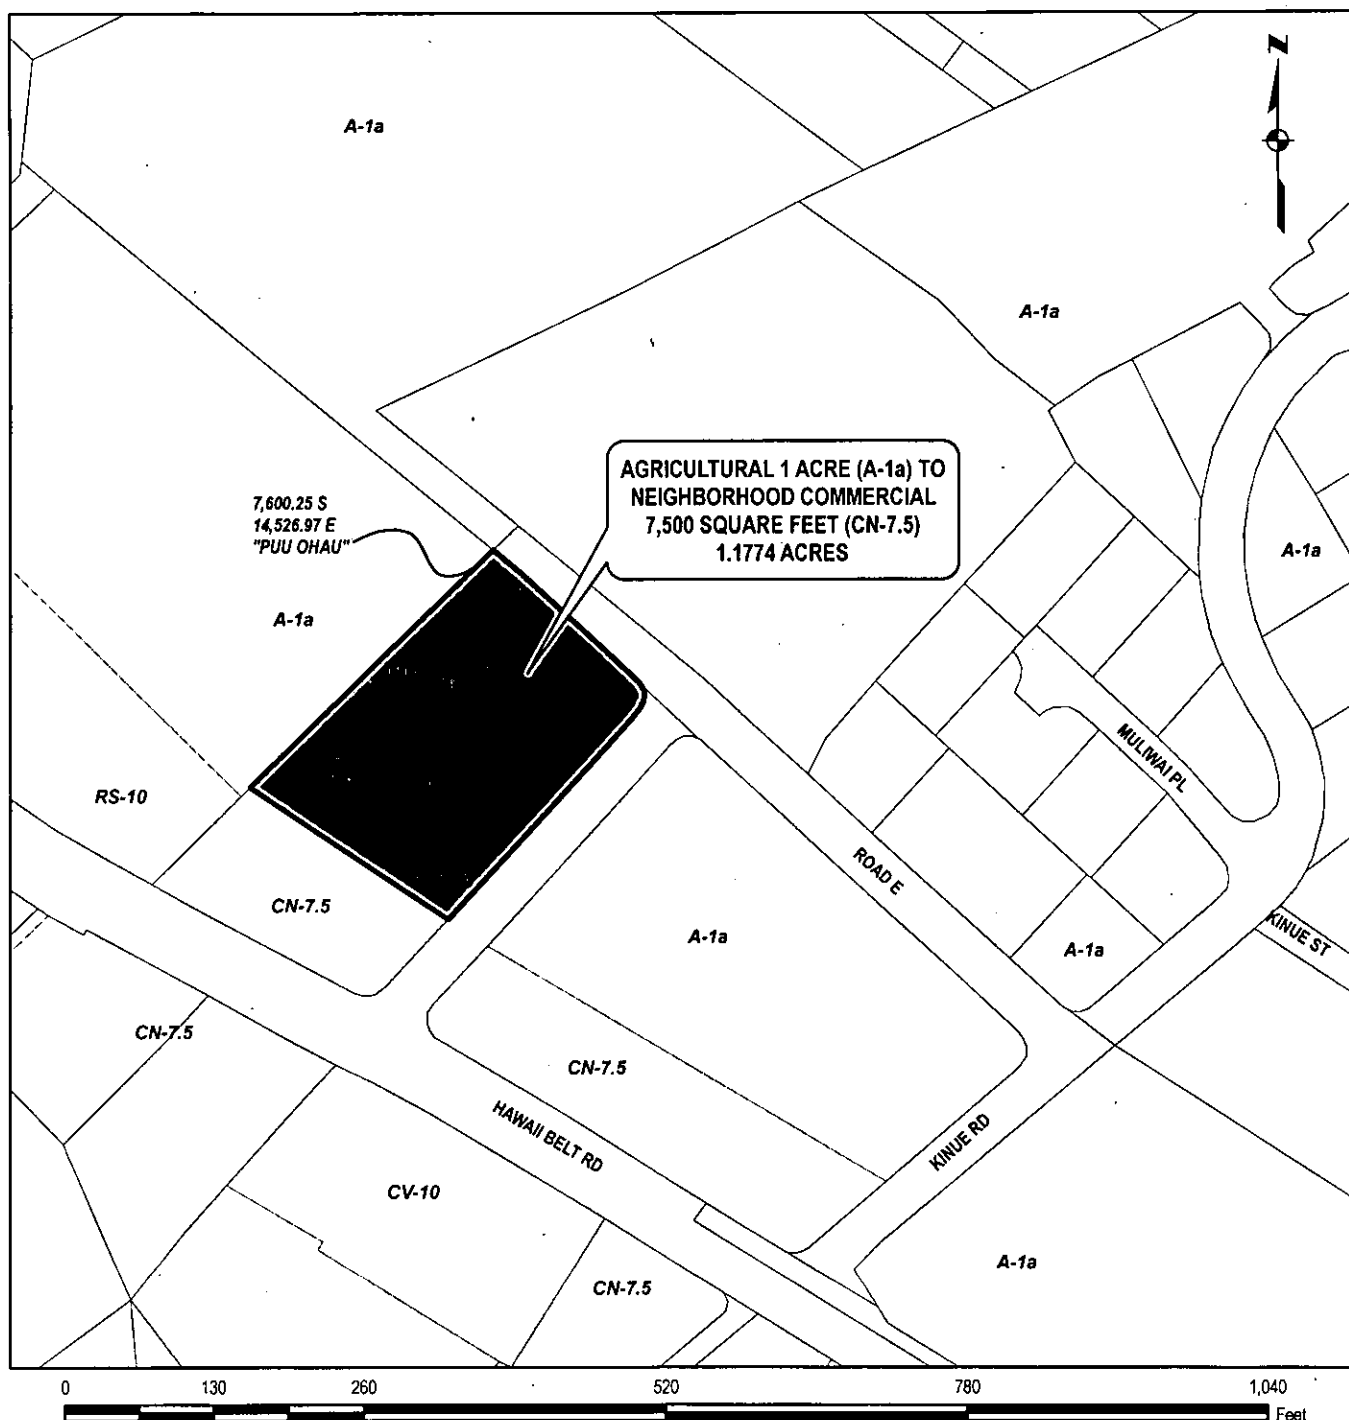 N
A-1a
A-1a
AGRICULTURAL 1 ACRE (A-1a) TO
NEIGHBORHOOD COMMERCIAL
7,500 SQUARE FEET (CN-7.5)
1.1774 ACRES
7,600.25 S
14,526.97 E
"PUU OHAU"
A-1a
A-1a
MULIWAI PL
RS-10
ROAD E
CN-7.5
KINUE ST
A-1a
A-1a
CN-7.5
CN-7.5
HAWAII BELT RD
KINUE RD
CV-10
A-1a
CN-7.5
0 130 260 520 780 1,040
Feet